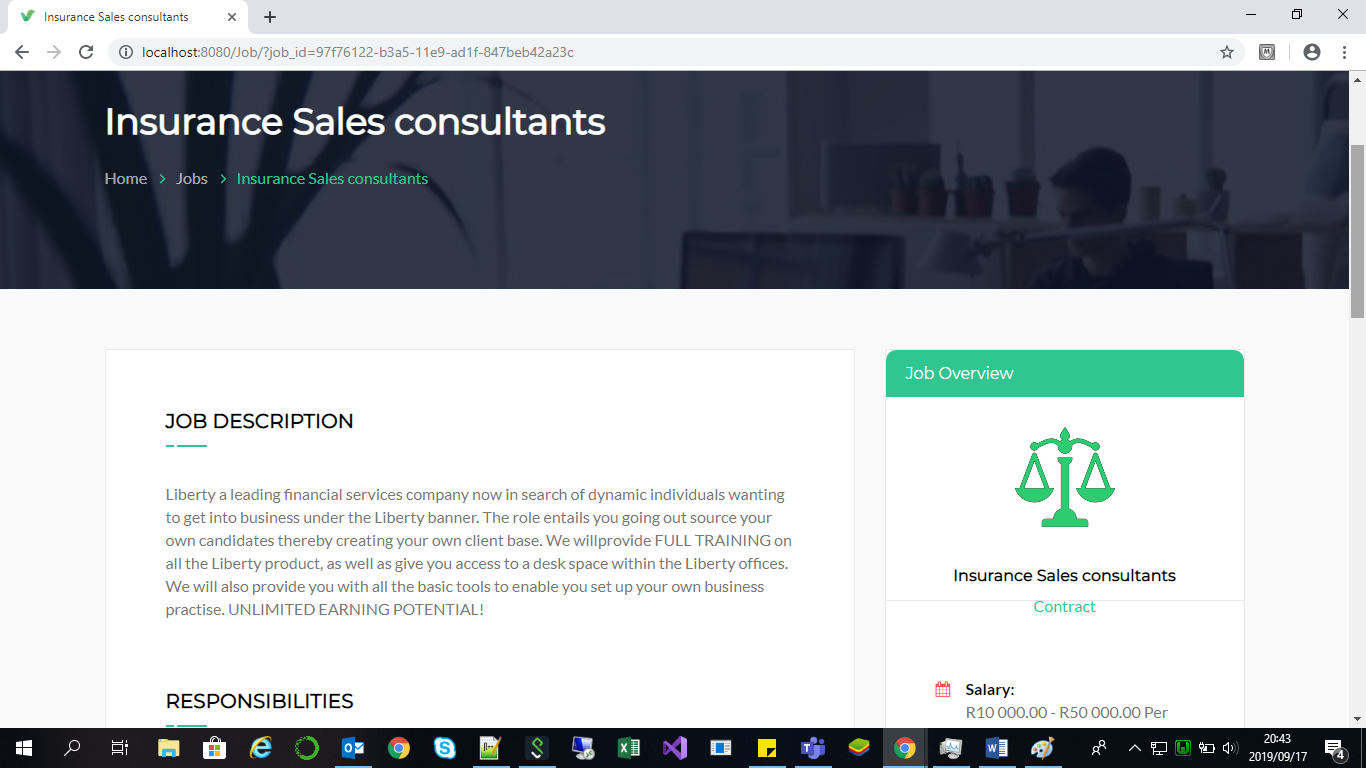 Insurance Sales consultants
localhost:8080/Job/?job_id=97f76122-b3a5-11e9-ad1f-847beb42a23c
Insurance Sales consultants
Home > Jobs > Insurance Sales consultants
JOB DESCRIPTION
Liberty a leading financial services company now in search of dynamic individuals wanting
to get into business under the Liberty banner. The role entails you going out source your
own candidates thereby creating your own client base. We willprovide FULL TRAINING on
all the Liberty product, as well as give you access to a desk space within the Liberty offices.
We will also provide you with all the basic tools to enable you set up your own business
practise. UNLIMITED EARNING POTENTIAL!
RESPONSIBILITIES
Job Overview
Insurance Sales consultants
Contract
Salary:
R10 000.00 - R50 000.00 Per
20:43
2019/09/17
4